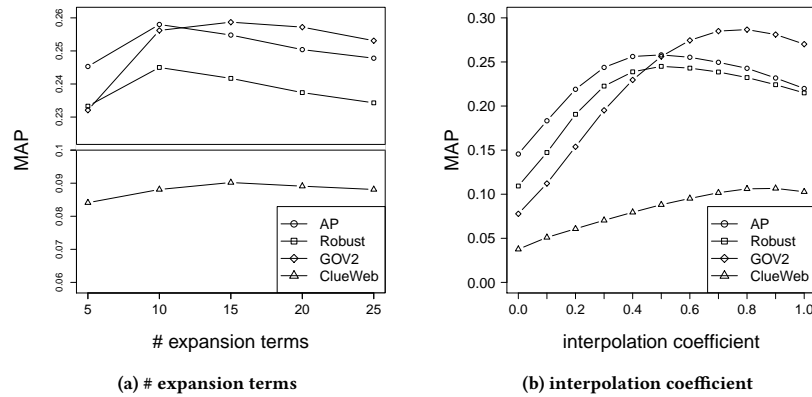 MAP
0.26
0.25
0.24
0.23
0.1
0.09
0.08
0.07
0.06
AP
Robust
GOV2
ClueWeb
5 10 15 20 25
# expansion terms
(a) # expansion terms
MAP
0.30
0.25
0.20
0.15
0.10
0.05
0.00
AP
Robust
GOV2
ClueWeb
0.0 0.2 0.4 0.6 0.8 1.0
interpolation coefficient
(b) interpolation coefficient